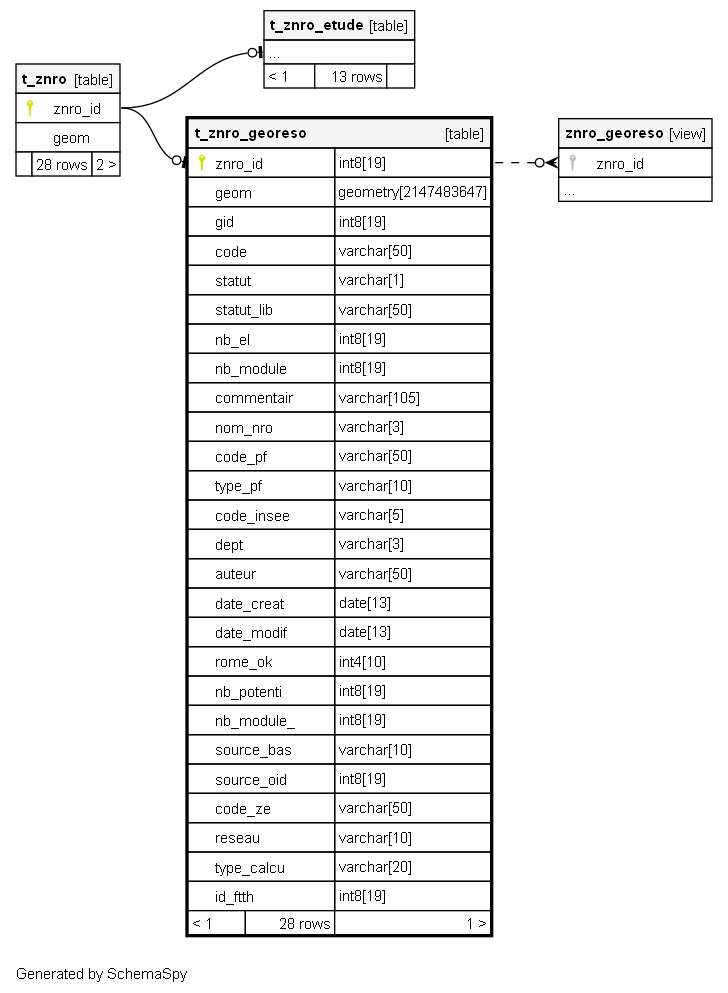 t_znro_etude [table]
...
< 1 13 rows
t_znro [table]
znro_id
geom
28 rows 2 >
t_znro_georeso [table]
znro_id int8[19]
geom geometry[2147483647]
gid int8[19]
code varchar[50]
statut varchar[1]
statut_lib varchar[50]
nb_el int8[19]
nb_module int8[19]
commentair varchar[105]
nom_nro varchar[3]
code_pf varchar[50]
type_pf varchar[10]
code_insee varchar[5]
dept varchar[3]
auteur varchar[50]
date_creat date[13]
date_modif date[13]
rome_ok int4[10]
nb_potenti int8[19]
nb_module_ int8[19]
source_bas varchar[10]
source_oid int8[19]
code_ze varchar[50]
reseau varchar[10]
type_calcu varchar[20]
id_ftth int8[19]
< 1 28 rows 1 >
znro_georeso [view]
znro_id
...
Generated by SchemaSpy